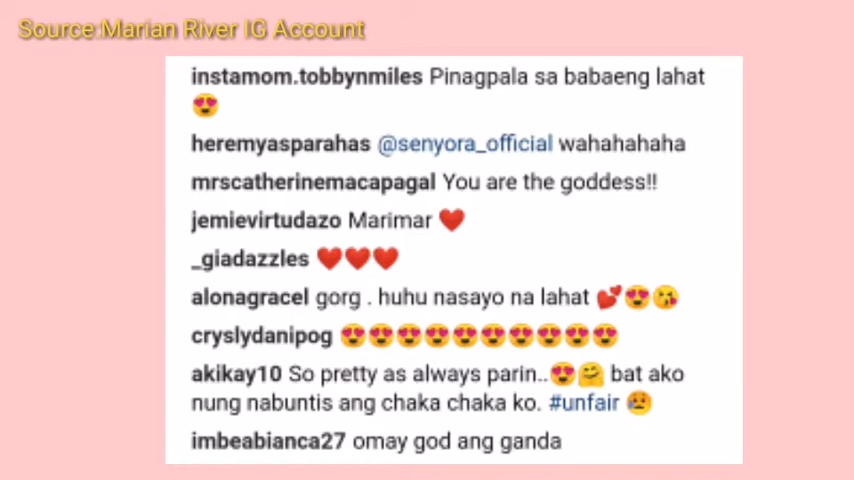 Source:Marian River IG Account
instamom.tobbynmiles Pinagpala sa babaeng lahat
😍
heremyasparahas @senyora_official wahahahaha
mrscatherinemacapagal You are the goddess!!
jemievirtudazo Marimar ❤️
_giadazzles ❤️❤️❤️
alonagracel gorg . huhu nasayo na lahat 💕😍😘
cryslydanipog 😍😍😍😍😍😍😍😍😍😍
akikay10 So pretty as always parin..😍🤗 bat ako
nung nabuntis ang chaka chaka ko. #unfair 😥
imbeabianca27 omay god ang ganda